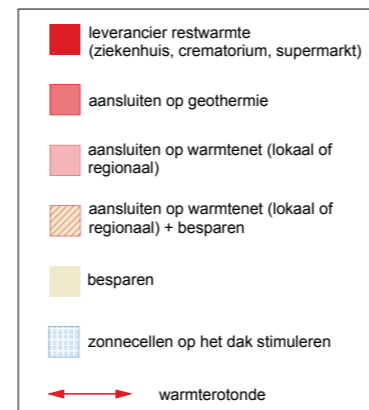 leverancier restwarmte
(ziekenhuis, crematorium, supermarkt)
aansluiten op geothermie
aansluiten op warmtenet (lokaal of
regionaal)
aansluiten op warmtenet (lokaal of
regionaal) + besparen
besparen
zonnecellen op het dak stimuleren
warmterotonde